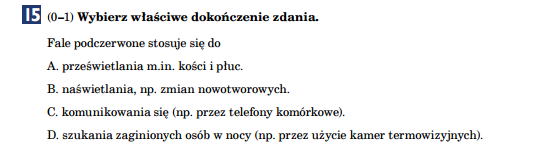 15 (0–1) Wybierz właściwe dokończenie zdania.
Fale podczerwone stosuje się do
A. prześwietlania m.in. kości i płuc.
B. naświetlania, np. zmian nowotworowych.
C. komunikowania się (np. przez telefony komórkowe).
D. szukania zaginionych osób w nocy (np. przez użycie kamer termowizyjnych).